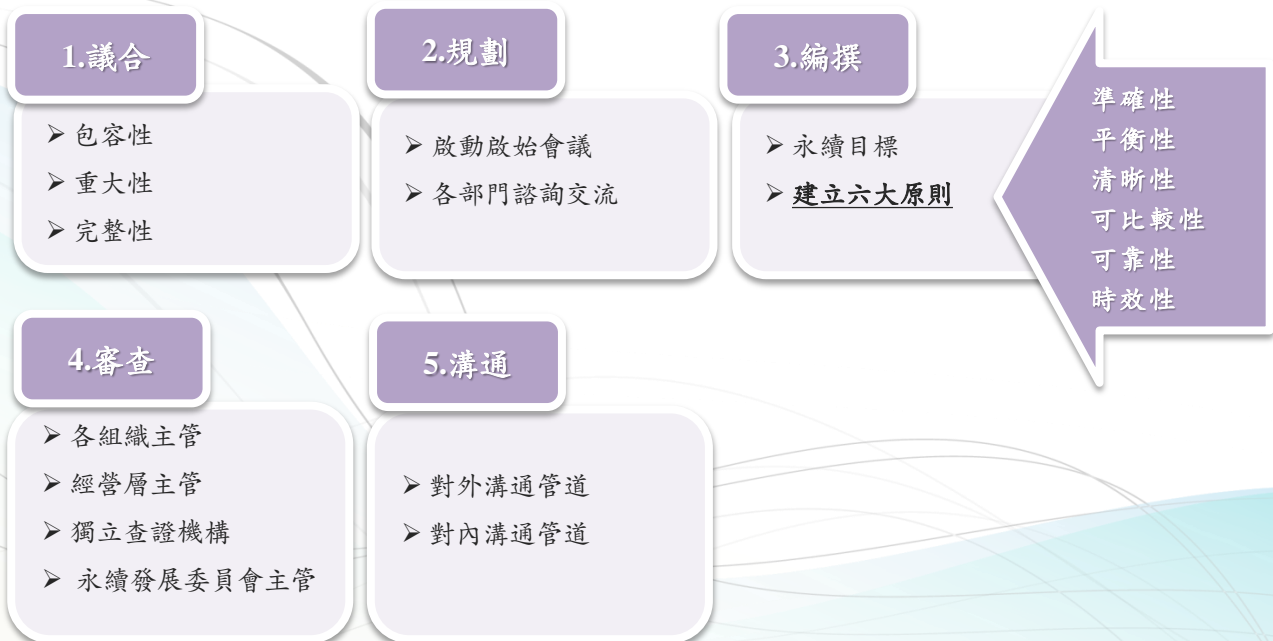 1.議合
➢ 包容性
➢ 重大性
➢ 完整性
2.規劃
➢ 啟動啟始會議
➢ 各部門諮詢交流
3.編撰
➢ 永續目標
➢ 建立六大原則
準確性
平衡性
清晰性
可比較性
可靠性
時效性
4.審查
➢ 各組織主管
➢ 經營層主管
➢ 獨立查證機構
➢ 永續發展委員會主管
5.溝通
➢ 對外溝通管道
➢ 對內溝通管道